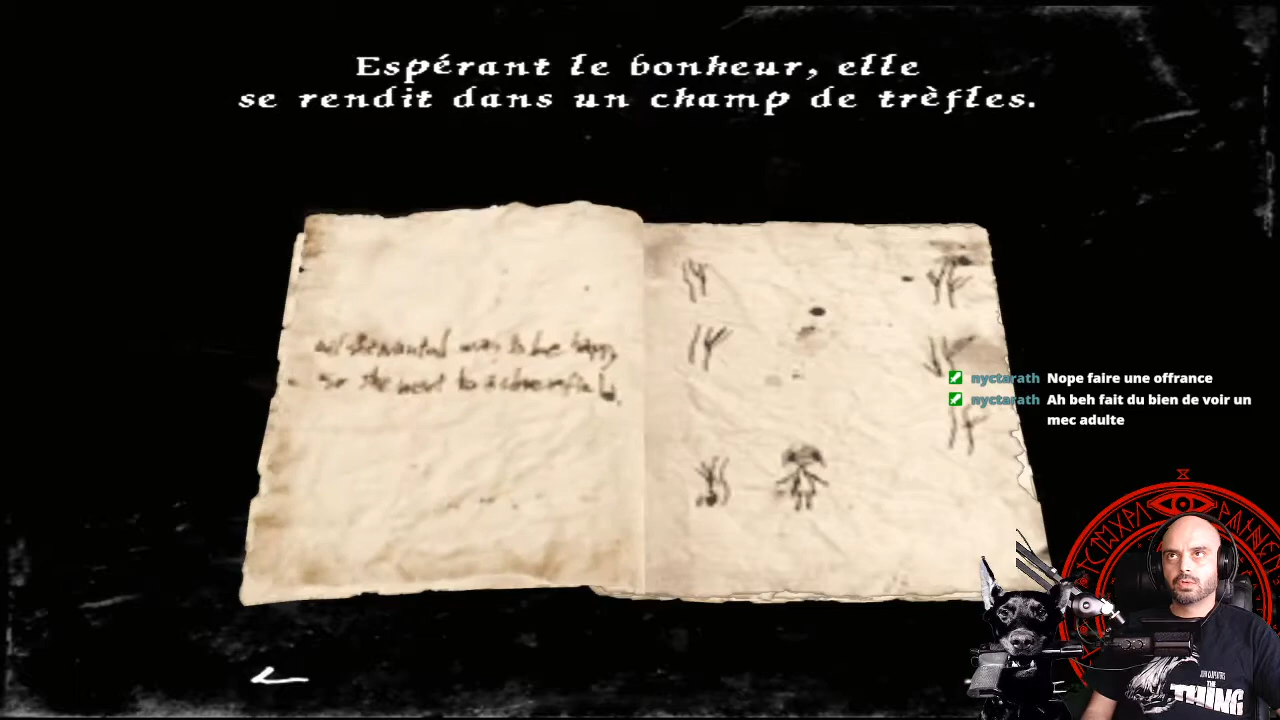 Espérant le bonheur, elle
se rendit dans un champ de trèfles.
all she wanted was to be happy
so she went to a
nyctarath Nope faire une offrance
nyctarath Ah beh fait du bien de voir un
mec adulte
THE
THING